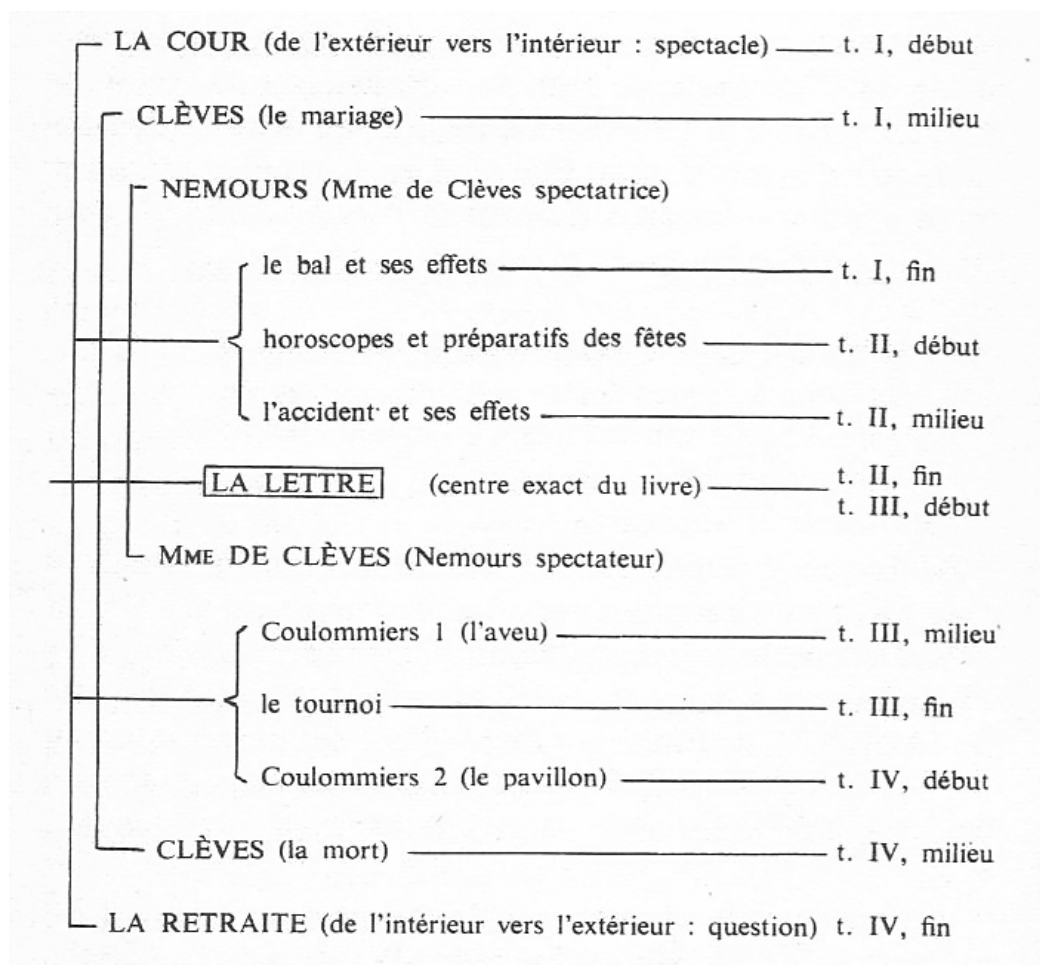 LA COUR (de l'extérieur vers l'intérieur : spectacle) t. I, début
CLÈVES (le mariage) t. I, milieu
NEMOURS (Mme de Clèves spectatrice)
le bal et ses effets t. I, fin
horoscopes et préparatifs des fêtes t. II, début
l'accident et ses effets t. II, milieu
LA LETTRE (centre exact du livre) t. II, fin
t. III, début
MME DE CLÈVES (Nemours spectateur)
Coulommiers 1 (l'aveu) t. III, milieu
le tournoi t. III, fin
Coulommiers 2 (le pavillon) t. IV, début
CLÈVES (la mort) t. IV, milieu
LA RETRAITE (de l'intérieur vers l'extérieur : question) t. IV, fin